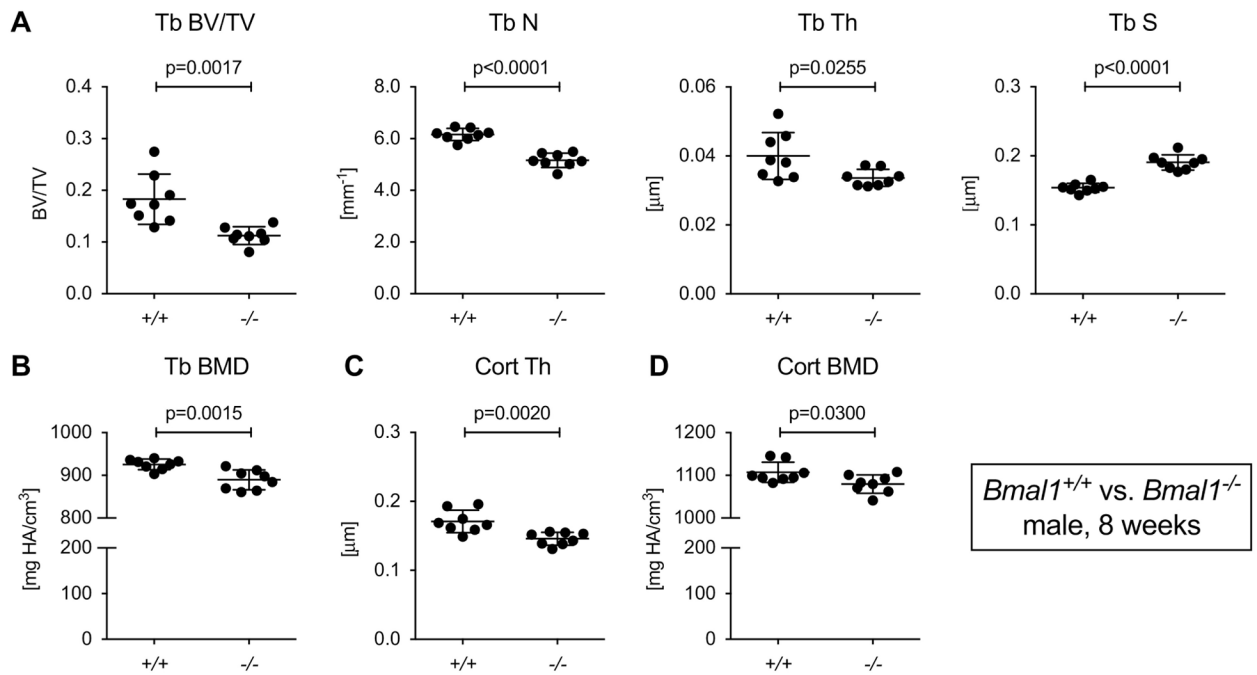 A
Tb BV/TV
p=0.0017
BV/TV
0.4
0.3
0.2
0.1
0.0
+/+
-/-
Tb N
p<0.0001
[mm⁻¹]
8.0
6.0
4.0
2.0
0.0
+/+
-/-
Tb Th
p=0.0255
[µm]
0.06
0.04
0.02
0.00
+/+
-/-
Tb S
p<0.0001
[µm]
0.3
0.2
0.1
0.0
+/+
-/-
B
Tb BMD
p=0.0015
[mg HA/cm³]
1000
900
800
200
100
0
+/+
-/-
C
Cort Th
p=0.0020
[µm]
0.3
0.2
0.1
0.0
+/+
-/-
D
Cort BMD
p=0.0300
[mg HA/cm³]
1200
1100
1000
200
100
0
+/+
-/-
Bmal1⁺/⁺ vs. Bmal1⁻/⁻
male, 8 weeks